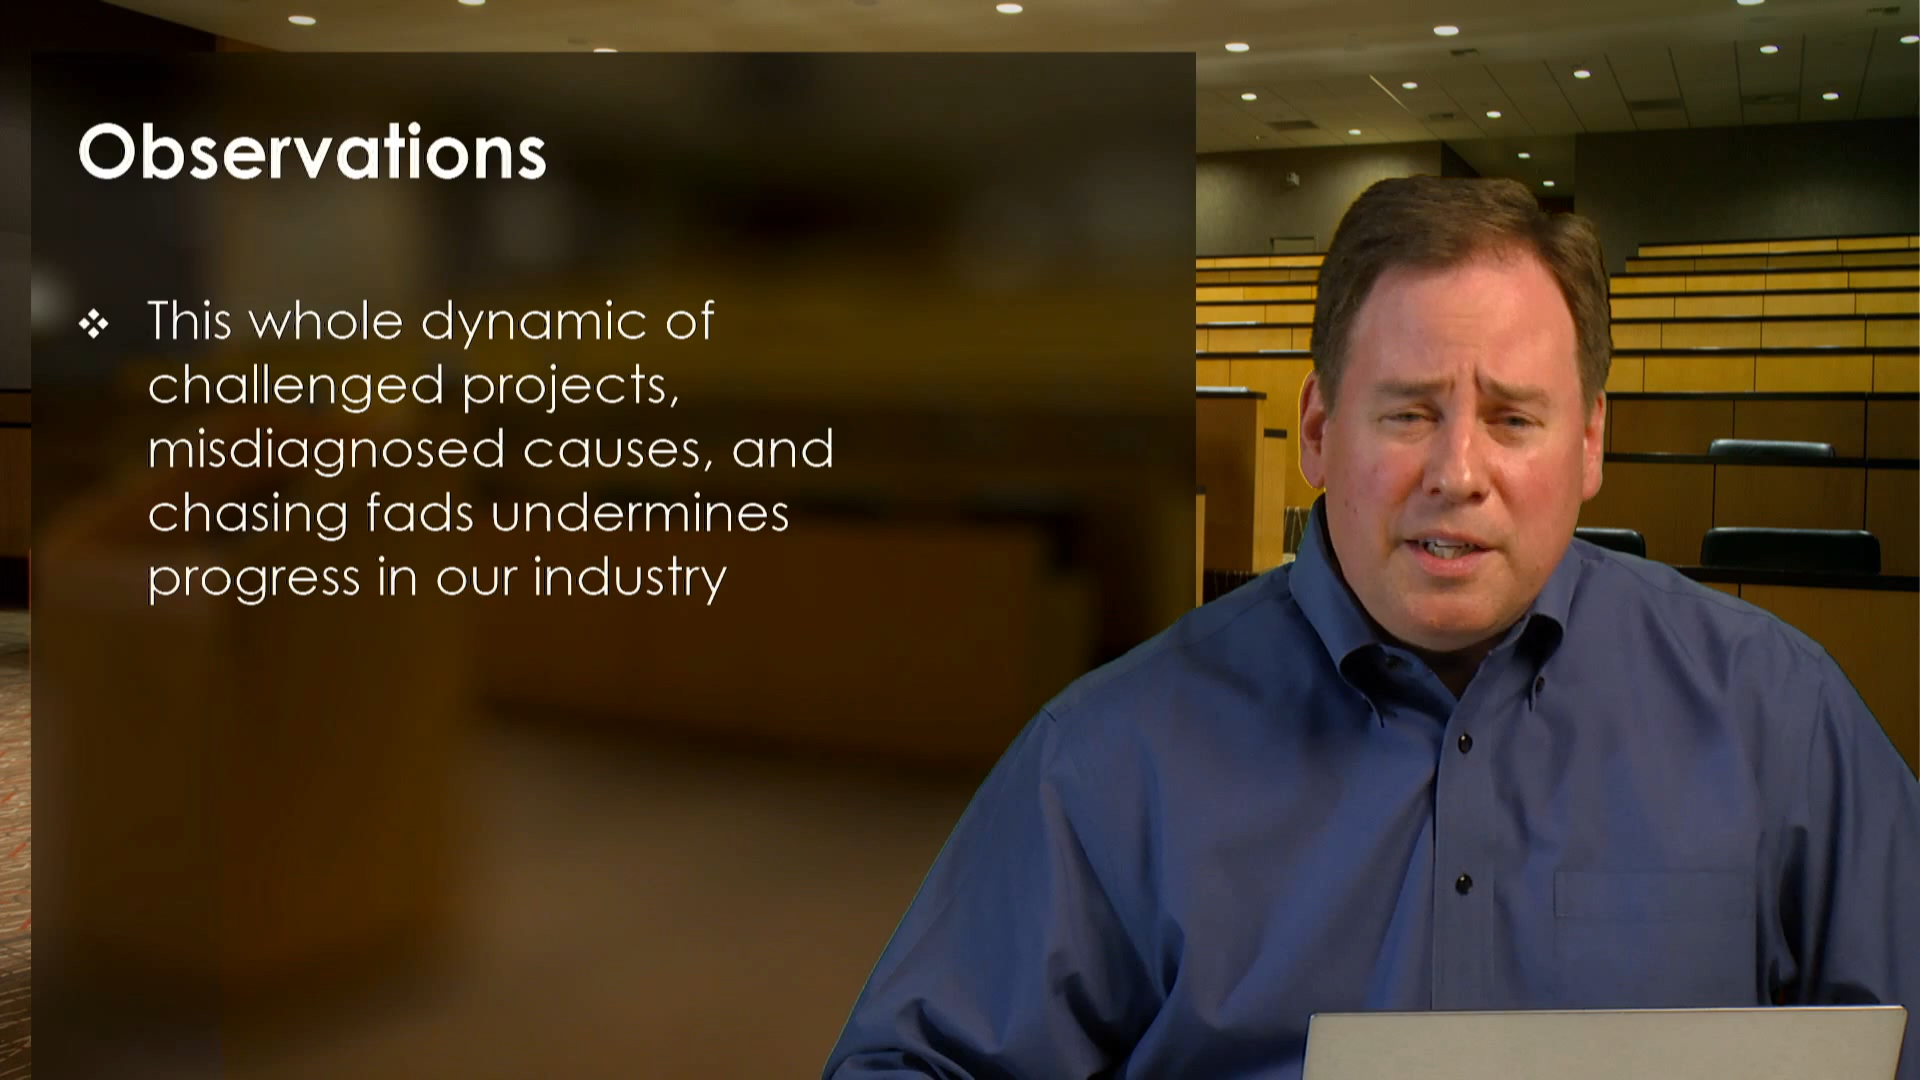 Observations
❖ This whole dynamic of
challenged projects,
misdiagnosed causes, and
chasing fads undermines
progress in our industry